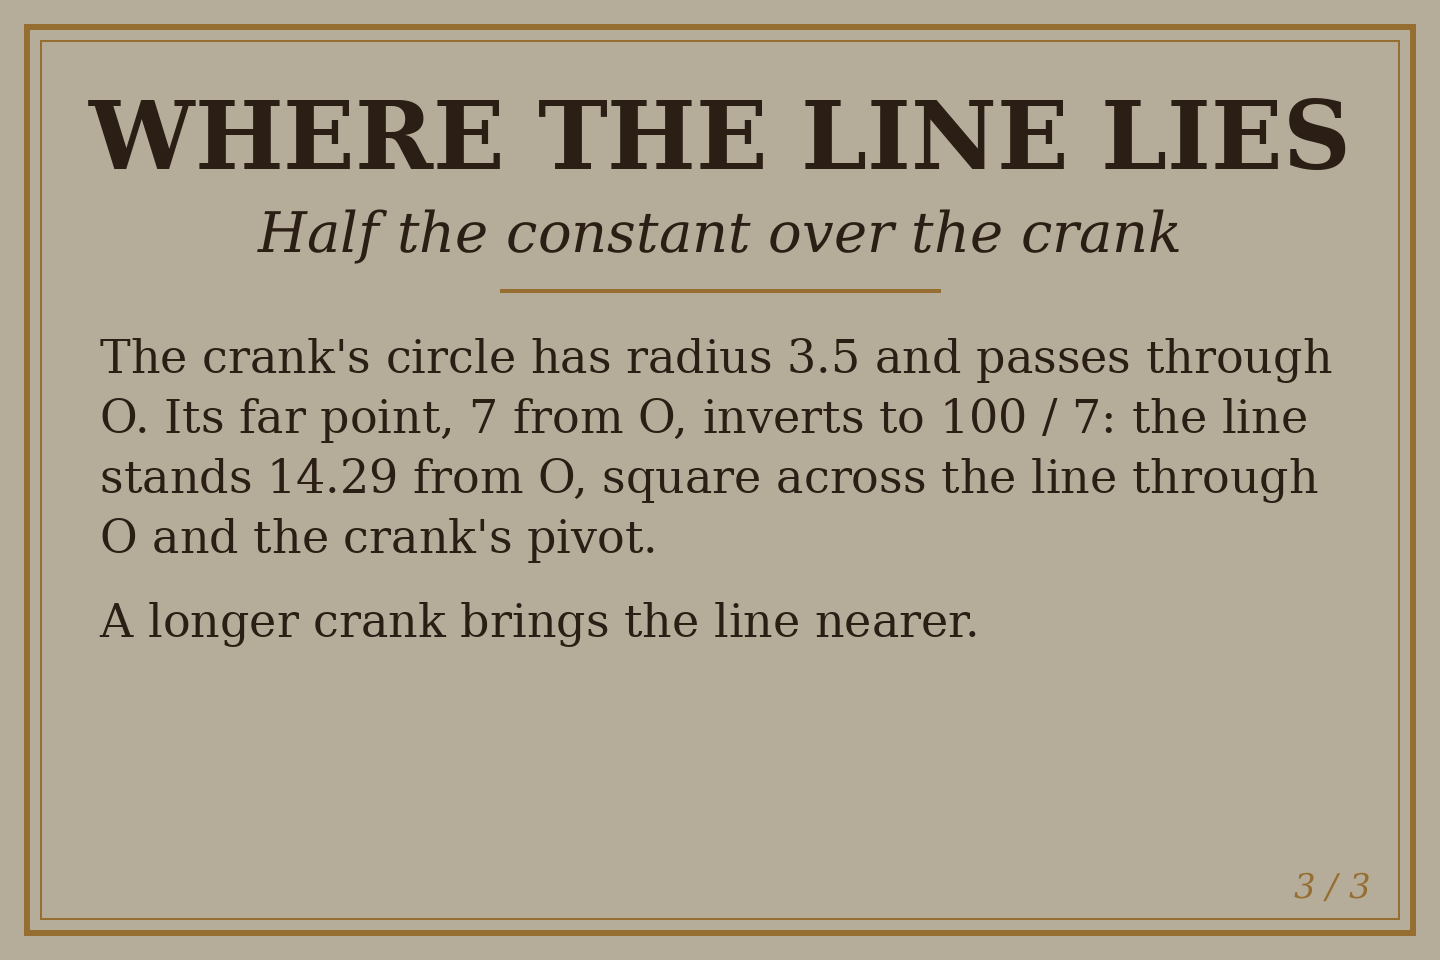 WHERE THE LINE LIES
Half the constant over the crank
The crank's circle has radius 3.5 and passes through
O. Its far point, 7 from O, inverts to 100 / 7: the line
stands 14.29 from O, square across the line through
O and the crank's pivot.
A longer crank brings the line nearer.
3 / 3